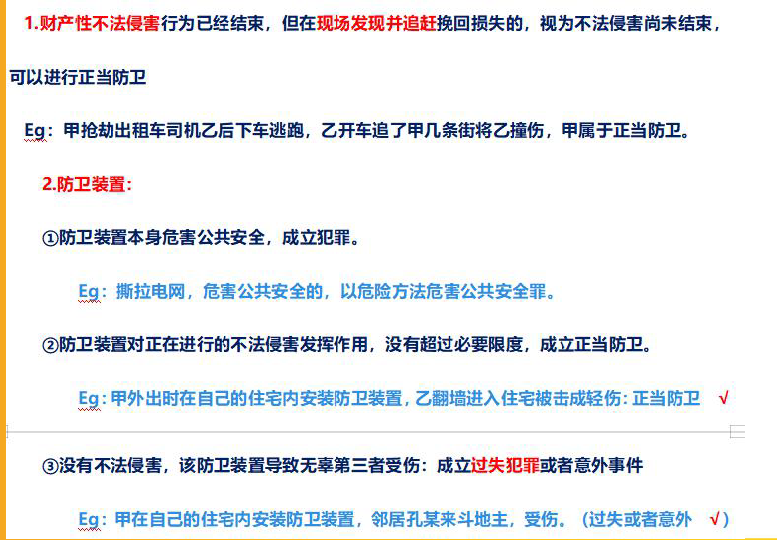 1.财产性不法侵害行为已经结束，但在现场发现并追赶挽回损失的，视为不法侵害尚未结束，
可以进行正当防卫
Eg：甲抢劫出租车司机乙后下车逃跑，乙开车追了甲几条街将乙撞伤，甲属于正当防卫。
2.防卫装置：
①防卫装置本身危害公共安全，成立犯罪。
Eg：撕拉电网，危害公共安全的，以危险方法危害公共安全罪。
②防卫装置对正在进行的不法侵害发挥作用，没有超过必要限度，成立正当防卫。
Eg：甲外出时在自己的住宅内安装防卫装置，乙翻墙进入住宅被击成轻伤：正当防卫 √
③没有不法侵害，该防卫装置导致无辜第三者受伤：成立过失犯罪或者意外事件
Eg：甲在自己的住宅内安装防卫装置，邻居孔某来斗地主，受伤。（过失或者意外 √）